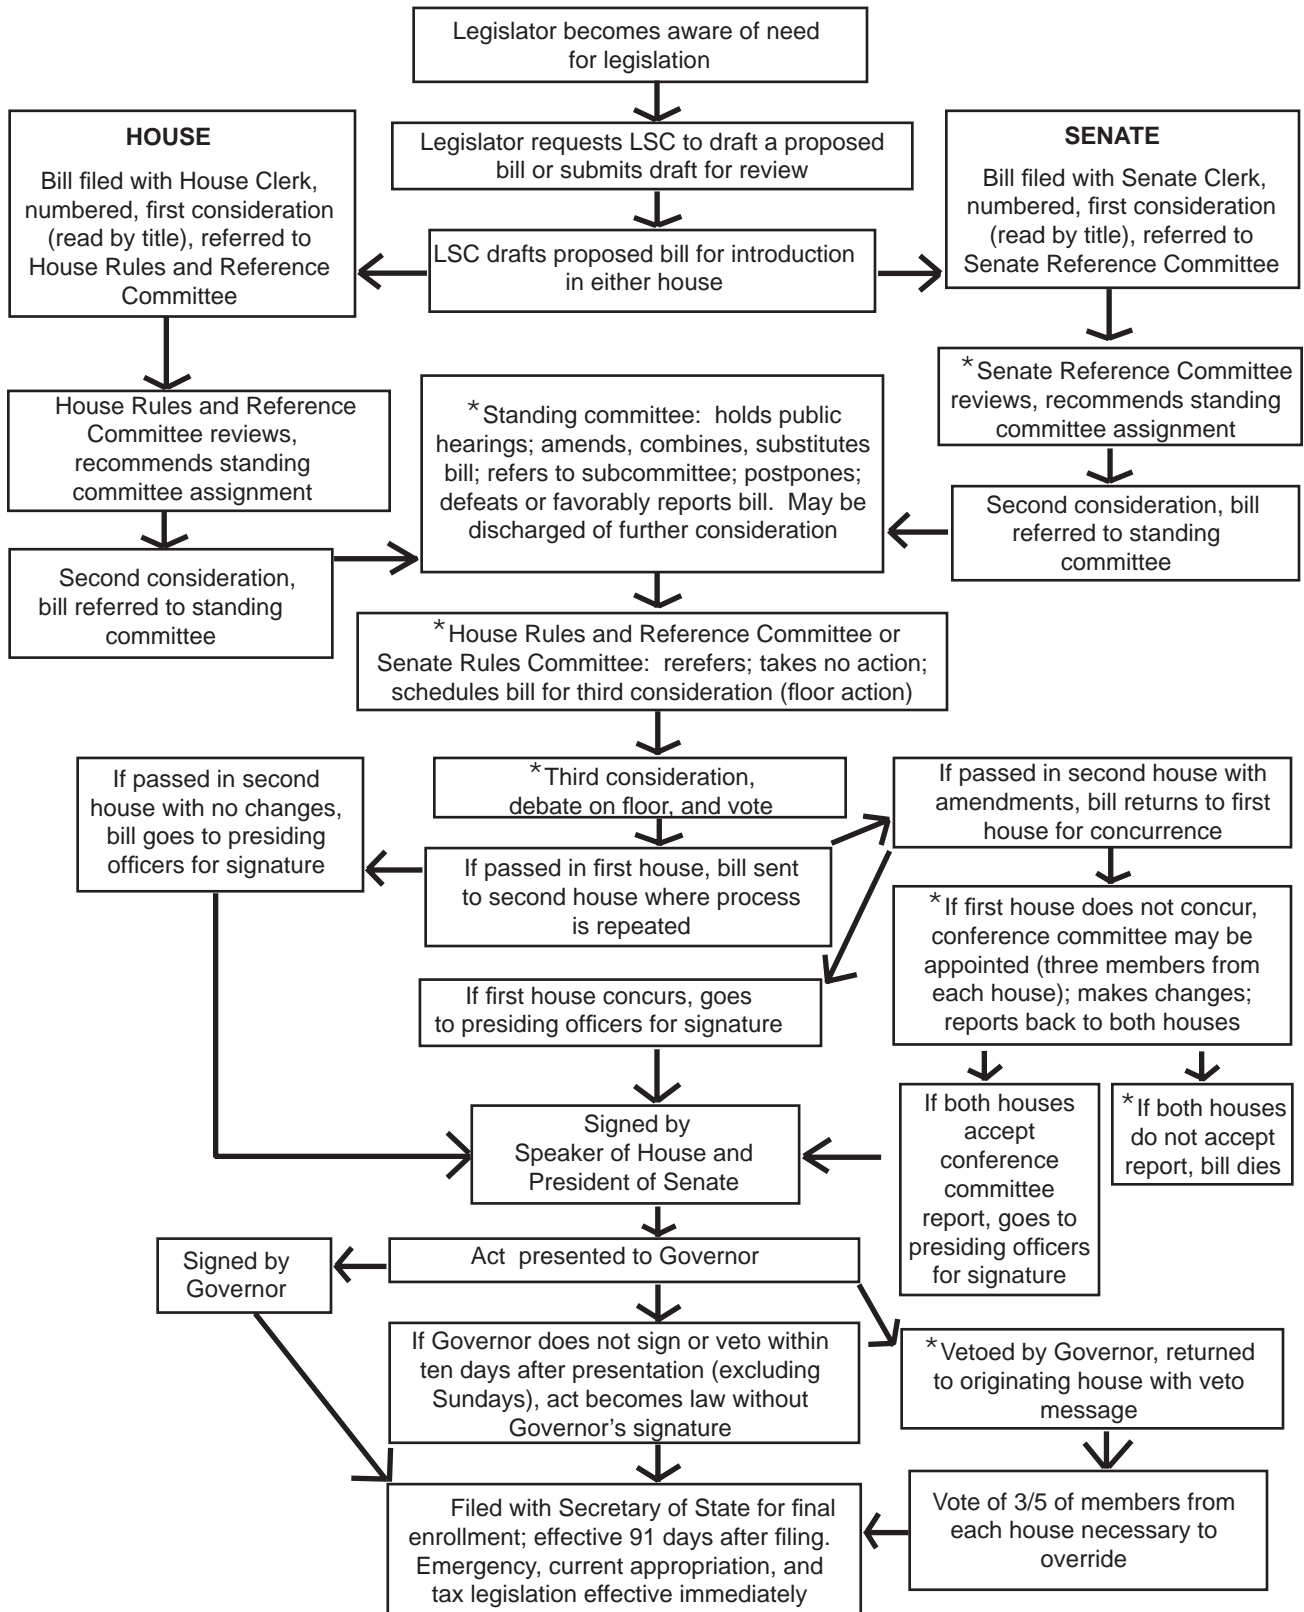 Legislator becomes aware of need
for legislation
Legislator requests LSC to draft a proposed
bill or submits draft for review
LSC drafts proposed bill for introduction
in either house
HOUSE
Bill filed with House Clerk,
numbered, first consideration
(read by title), referred to
House Rules and Reference
Committee
SENATE
Bill filed with Senate Clerk,
numbered, first consideration
(read by title), referred to
Senate Reference Committee
House Rules and Reference
Committee reviews,
recommends standing
committee assignment
*Senate Reference Committee
reviews, recommends standing
committee assignment
Second consideration,
bill referred to standing
committee
Second consideration, bill
referred to standing
committee
*Standing committee: holds public
hearings; amends, combines, substitutes
bill; refers to subcommittee; postpones;
defeats or favorably reports bill. May be
discharged of further consideration
*House Rules and Reference Committee or
Senate Rules Committee: rerefers; takes no action;
schedules bill for third consideration (floor action)
*Third consideration,
debate on floor, and vote
If passed in first house, bill sent
to second house where process
is repeated
If passed in second
house with no changes,
bill goes to presiding
officers for signature
If passed in second house with
amendments, bill returns to first
house for concurrence
*If first house does not concur,
conference committee may be
appointed (three members from
each house); makes changes;
reports back to both houses
If first house concurs, goes
to presiding officers for signature
If both houses
accept
conference
committee
report, goes to
presiding officers
for signature
*If both houses
do not accept
report, bill dies
Signed by
Speaker of House and
President of Senate
Act presented to Governor
Signed by
Governor
If Governor does not sign or veto within
ten days after presentation (excluding
Sundays), act becomes law without
Governor's signature
*Vetoed by Governor, returned
to originating house with veto
message
Vote of 3/5 of members from
each house necessary to
override
Filed with Secretary of State for final
enrollment; effective 91 days after filing.
Emergency, current appropriation, and
tax legislation effective immediately